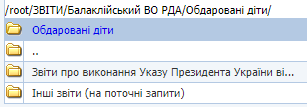 /root/ЗВІТИ/Балаклійський ВО РДА/Обдаровані діти/
Обдаровані діти
..
Звіти про виконання Указу Президента України ві...
Інші звіти (на поточні запити)